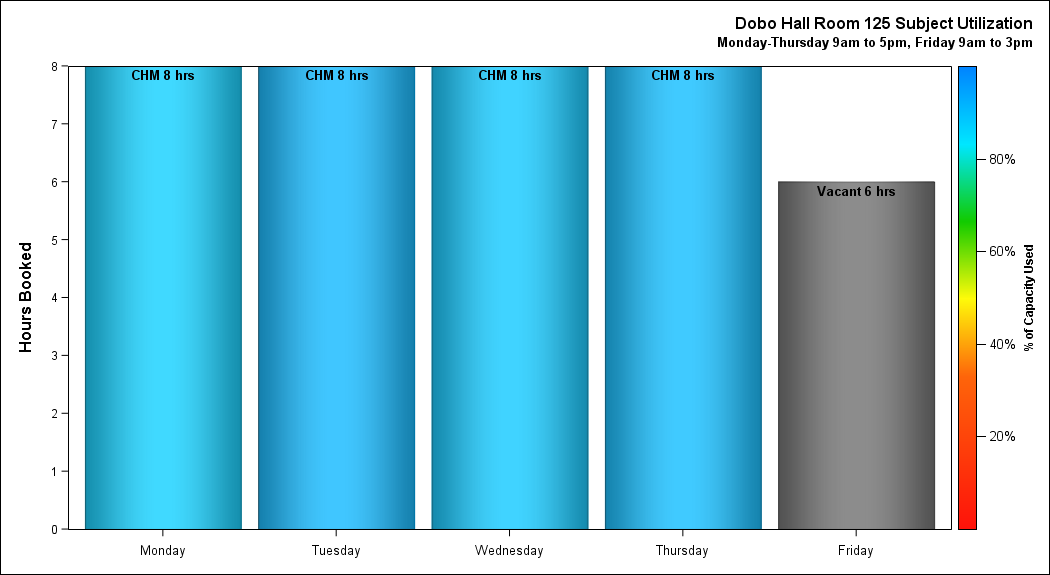 Dobo Hall Room 125 Subject Utilization
Monday-Thursday 9am to 5pm, Friday 9am to 3pm
Hours Booked
8
7
6
5
4
3
2
1
0
CHM 8 hrs
CHM 8 hrs
CHM 8 hrs
CHM 8 hrs
Vacant 6 hrs
Monday
Tuesday
Wednesday
Thursday
Friday
80%
60%
40%
20%
% of Capacity Used